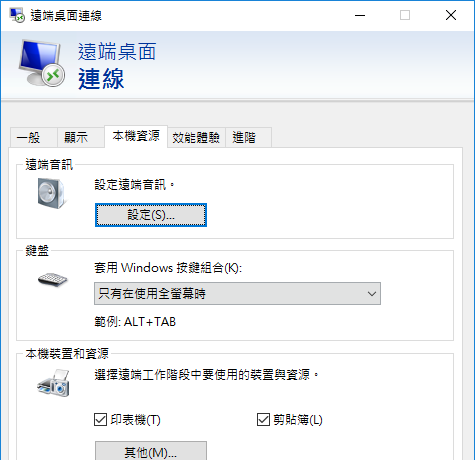 遠端桌面連線
遠端桌面
連線
一般 顯示 本機資源 效能體驗 進階
遠端音訊
設定遠端音訊。
設定(S)...
鍵盤
套用 Windows 按鍵組合(K):
只有在使用全螢幕時
範例: ALT+TAB
本機裝置和資源
選擇遠端工作階段中要使用的裝置與資源。
印表機(T) 剪貼簿(L)
其他(M)...